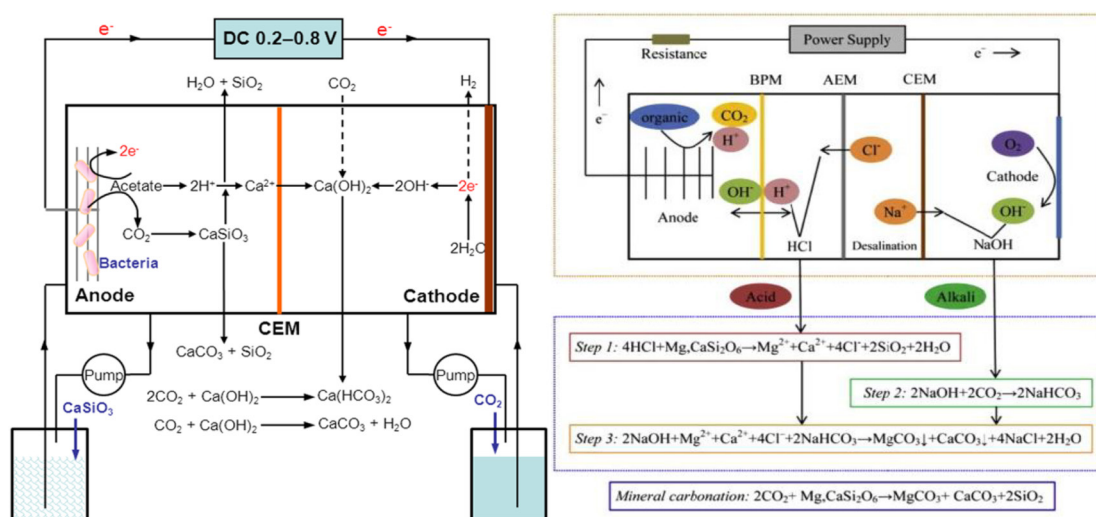 e⁻
DC 0.2–0.8 V
e⁻
H₂O + SiO₂
CO₂
H₂
2e⁻
Acetate
2H⁺
Ca²⁺
Ca(OH)₂
2OH⁻
2e⁻
CO₂
CaSiO₃
2H₂O
Bacteria
Anode
Cathode
CEM
CaCO₃ + SiO₂
Pump
Pump
2CO₂ + Ca(OH)₂
Ca(HCO₃)₂
CaSiO₃
CO₂
CO₂ + Ca(OH)₂
CaCO₃ + H₂O
Resistance
Power Supply
e⁻
BPM
AEM
CEM
e⁻
organic
CO₂
H⁺
Cl⁻
O₂
Cathode
OH⁻
H⁺
Anode
Na⁺
OH⁻
HCl
Desalination
NaOH
Acid
Alkali
Step 1: 4HCl+Mg,CaSi₂O₆→Mg²⁺+Ca²⁺+4Cl⁻+2SiO₂+2H₂O
Step 2: 2NaOH+2CO₂→2NaHCO₃
Step 3: 2NaOH+Mg²⁺+Ca²⁺+4Cl⁻+2NaHCO₃→MgCO₃↓+CaCO₃↓+4NaCl+2H₂O
Mineral carbonation: 2CO₂+ Mg,CaSi₂O₆→MgCO₃+ CaCO₃+2SiO₂